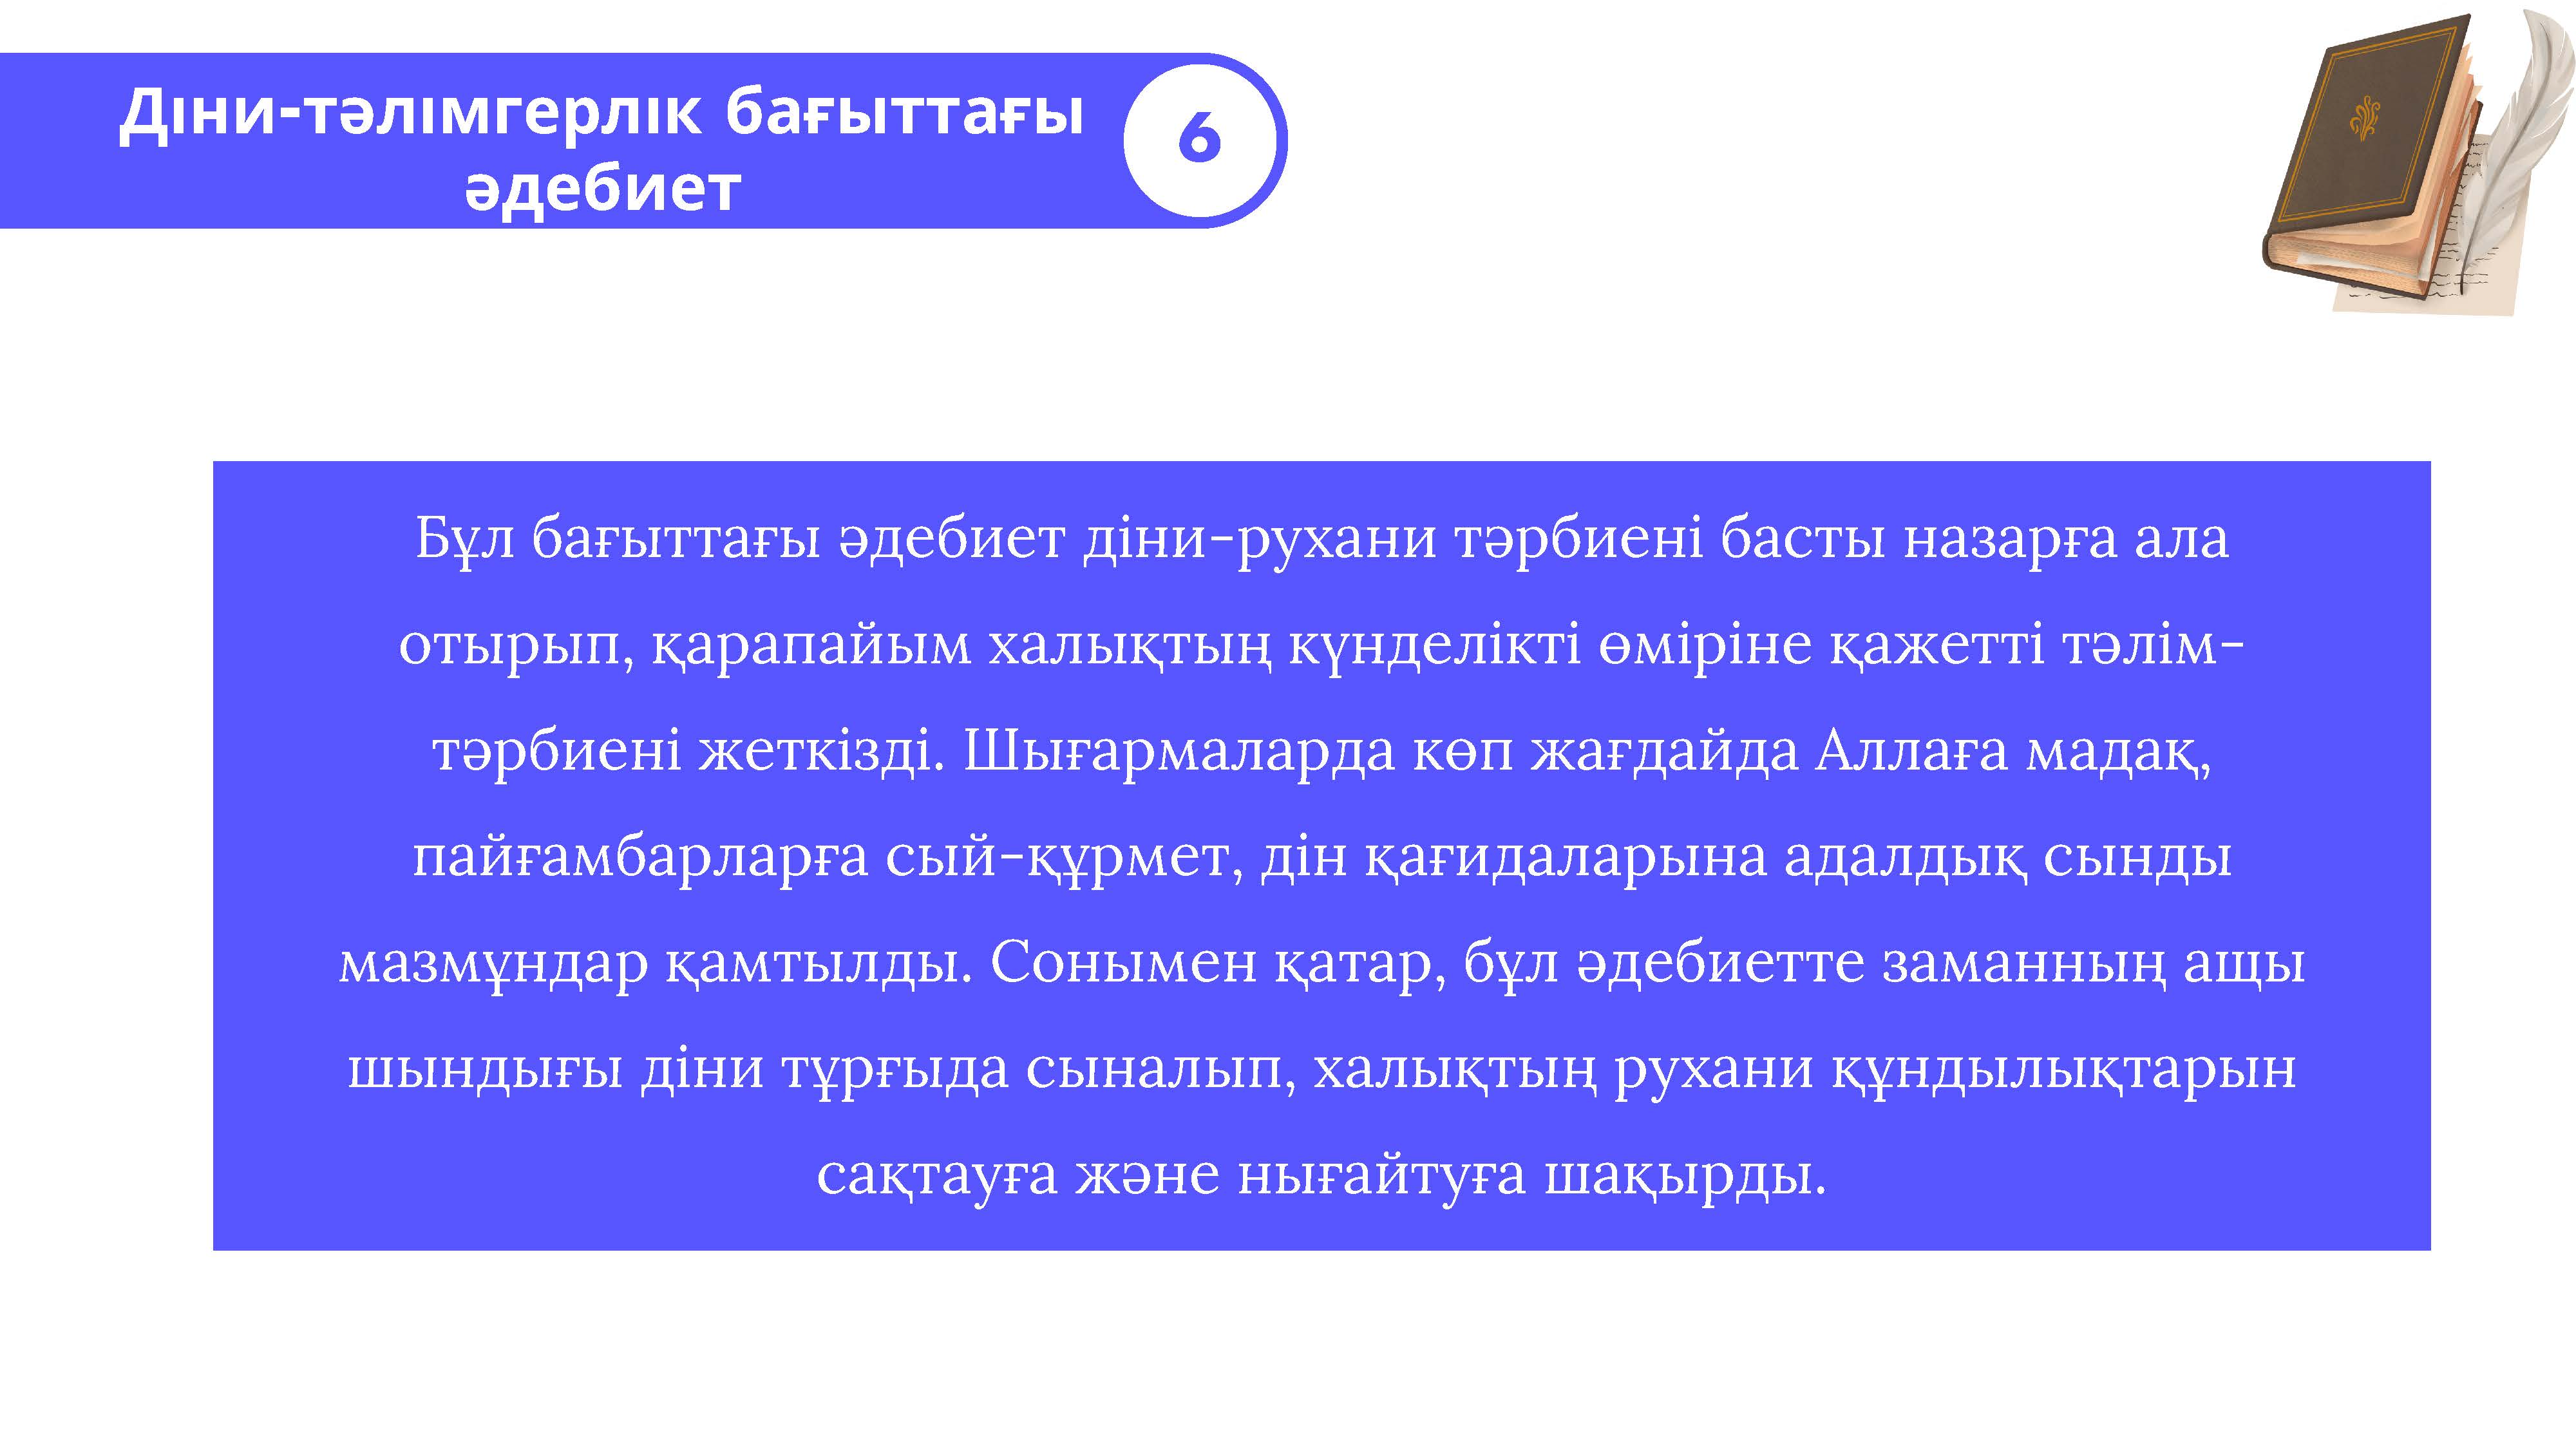 Діни-тәлімгерлік бағыттағы
әдебиет
6
Бұл бағыттағы әдебиет діни-рухани тәрбиені басты назарға ала
отырып, қарапайым халықтың күнделікті өміріне қажетті тәлім-
тәрбиені жеткізді. Шығармаларда көп жағдайда Аллаға мадақ,
пайғамбарларға сый-құрмет, дін қағидаларына адалдық сынды
мазмұндар қамтылды. Сонымен қатар, бұл әдебиетте заманның ащы
шындығы діни тұрғыда сыналып, халықтың рухани құндылықтарын
сақтауға және нығайтуға шақырды.